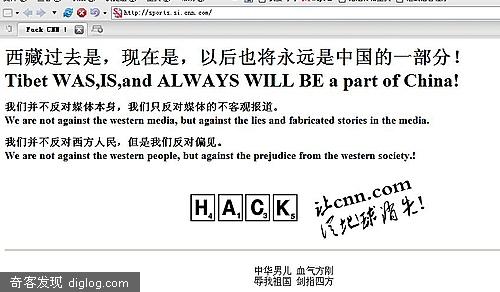 http://sports.si.cnn.com/
Fuck CNN !
西藏过去是，现在是，以后也将永远是中国的一部分！
Tibet WAS,IS,and ALWAYS WILL BE a part of China!
我们并不反对媒体本身，我们只反对媒体的不客观报道。
We are not against the western media, but against the lies and fabricated stories in the media.
我们并不反对西方人民，但是我们反对偏见。
We are not against the western people, but against the prejudice from the western society.!
HACK
让cnn.com
从地球消失!
中华男儿 血气方刚
辱我祖国 剑指四方
奇客发现 diglog.com